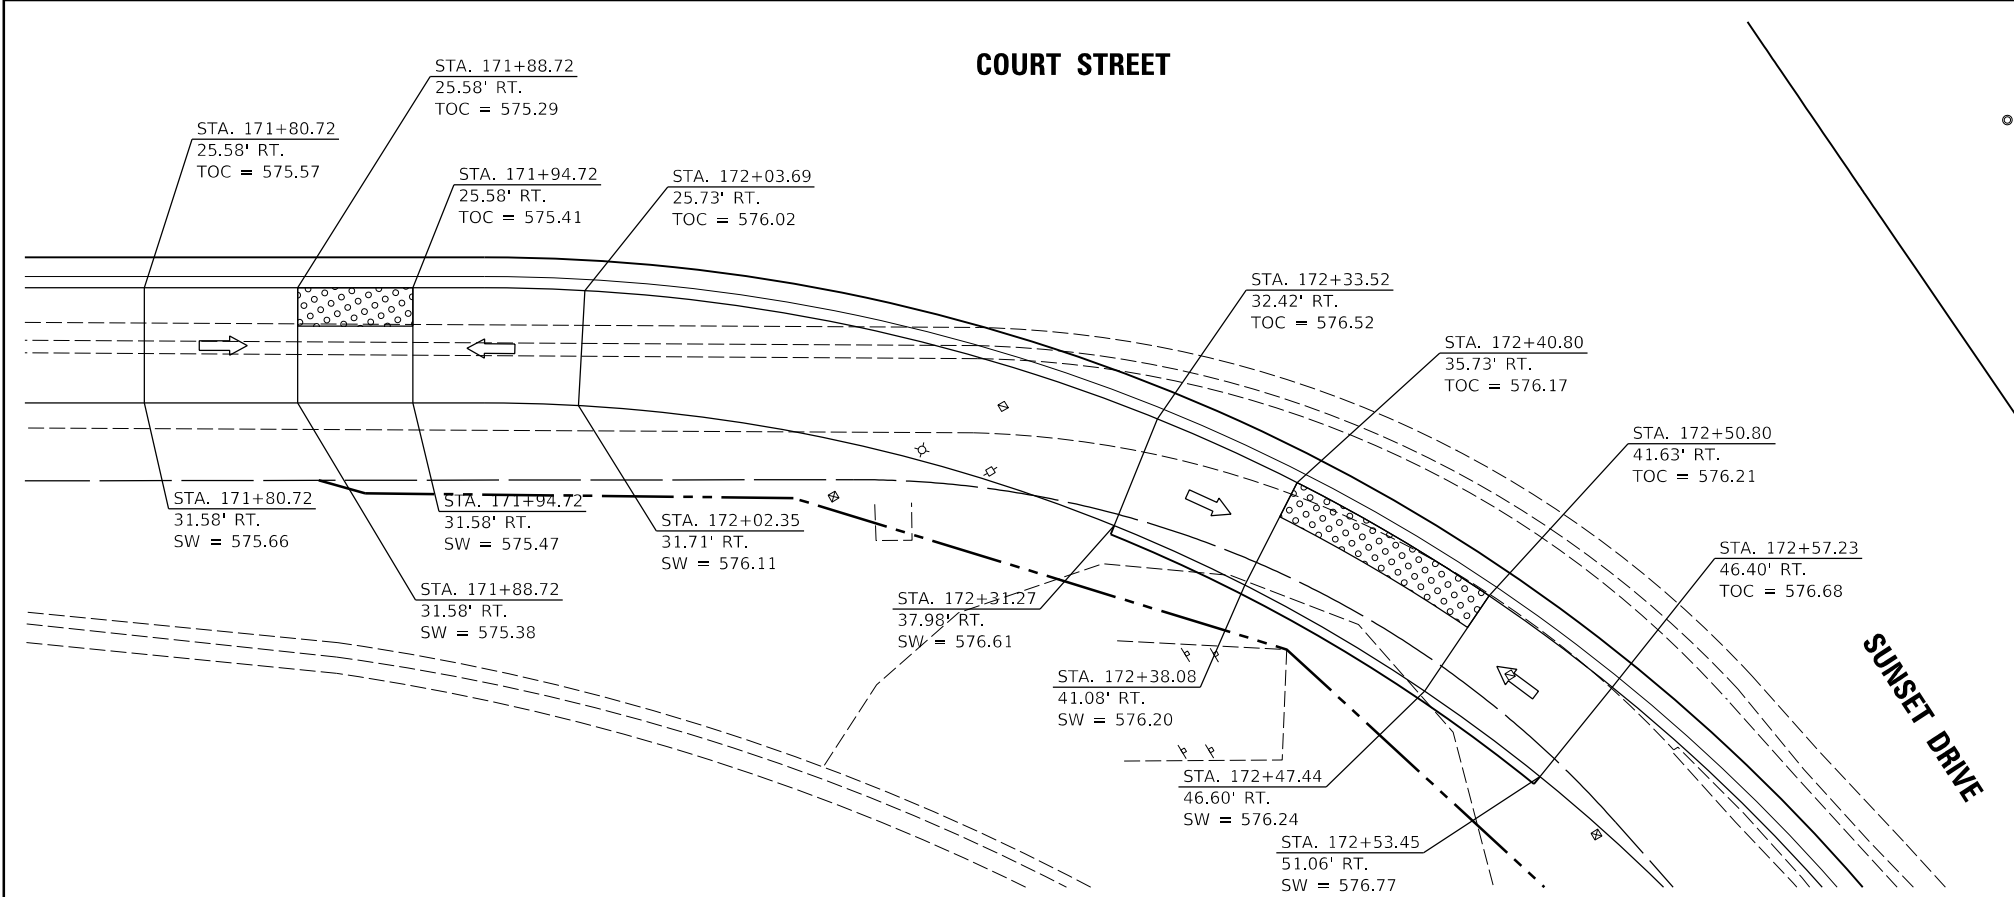 COURT STREET
STA. 171+88.72
25.58' RT.
TOC = 575.29
STA. 171+80.72
25.58' RT.
TOC = 575.57
STA. 171+94.72
25.58' RT.
TOC = 575.41
STA. 172+03.69
25.73' RT.
TOC = 576.02
STA. 172+33.52
32.42' RT.
TOC = 576.52
STA. 172+40.80
35.73' RT.
TOC = 576.17
STA. 172+50.80
41.63' RT.
TOC = 576.21
STA. 172+57.23
46.40' RT.
TOC = 576.68
STA. 171+80.72
31.58' RT.
SW = 575.66
STA. 171+94.72
31.58' RT.
SW = 575.47
STA. 172+02.35
31.71' RT.
SW = 576.11
STA. 171+88.72
31.58' RT.
SW = 575.38
STA. 172+31.27
37.98' RT.
SW = 576.61
STA. 172+38.08
41.08' RT.
SW = 576.20
STA. 172+47.44
46.60' RT.
SW = 576.24
STA. 172+53.45
51.06' RT.
SW = 576.77
SUNSET DRIVE